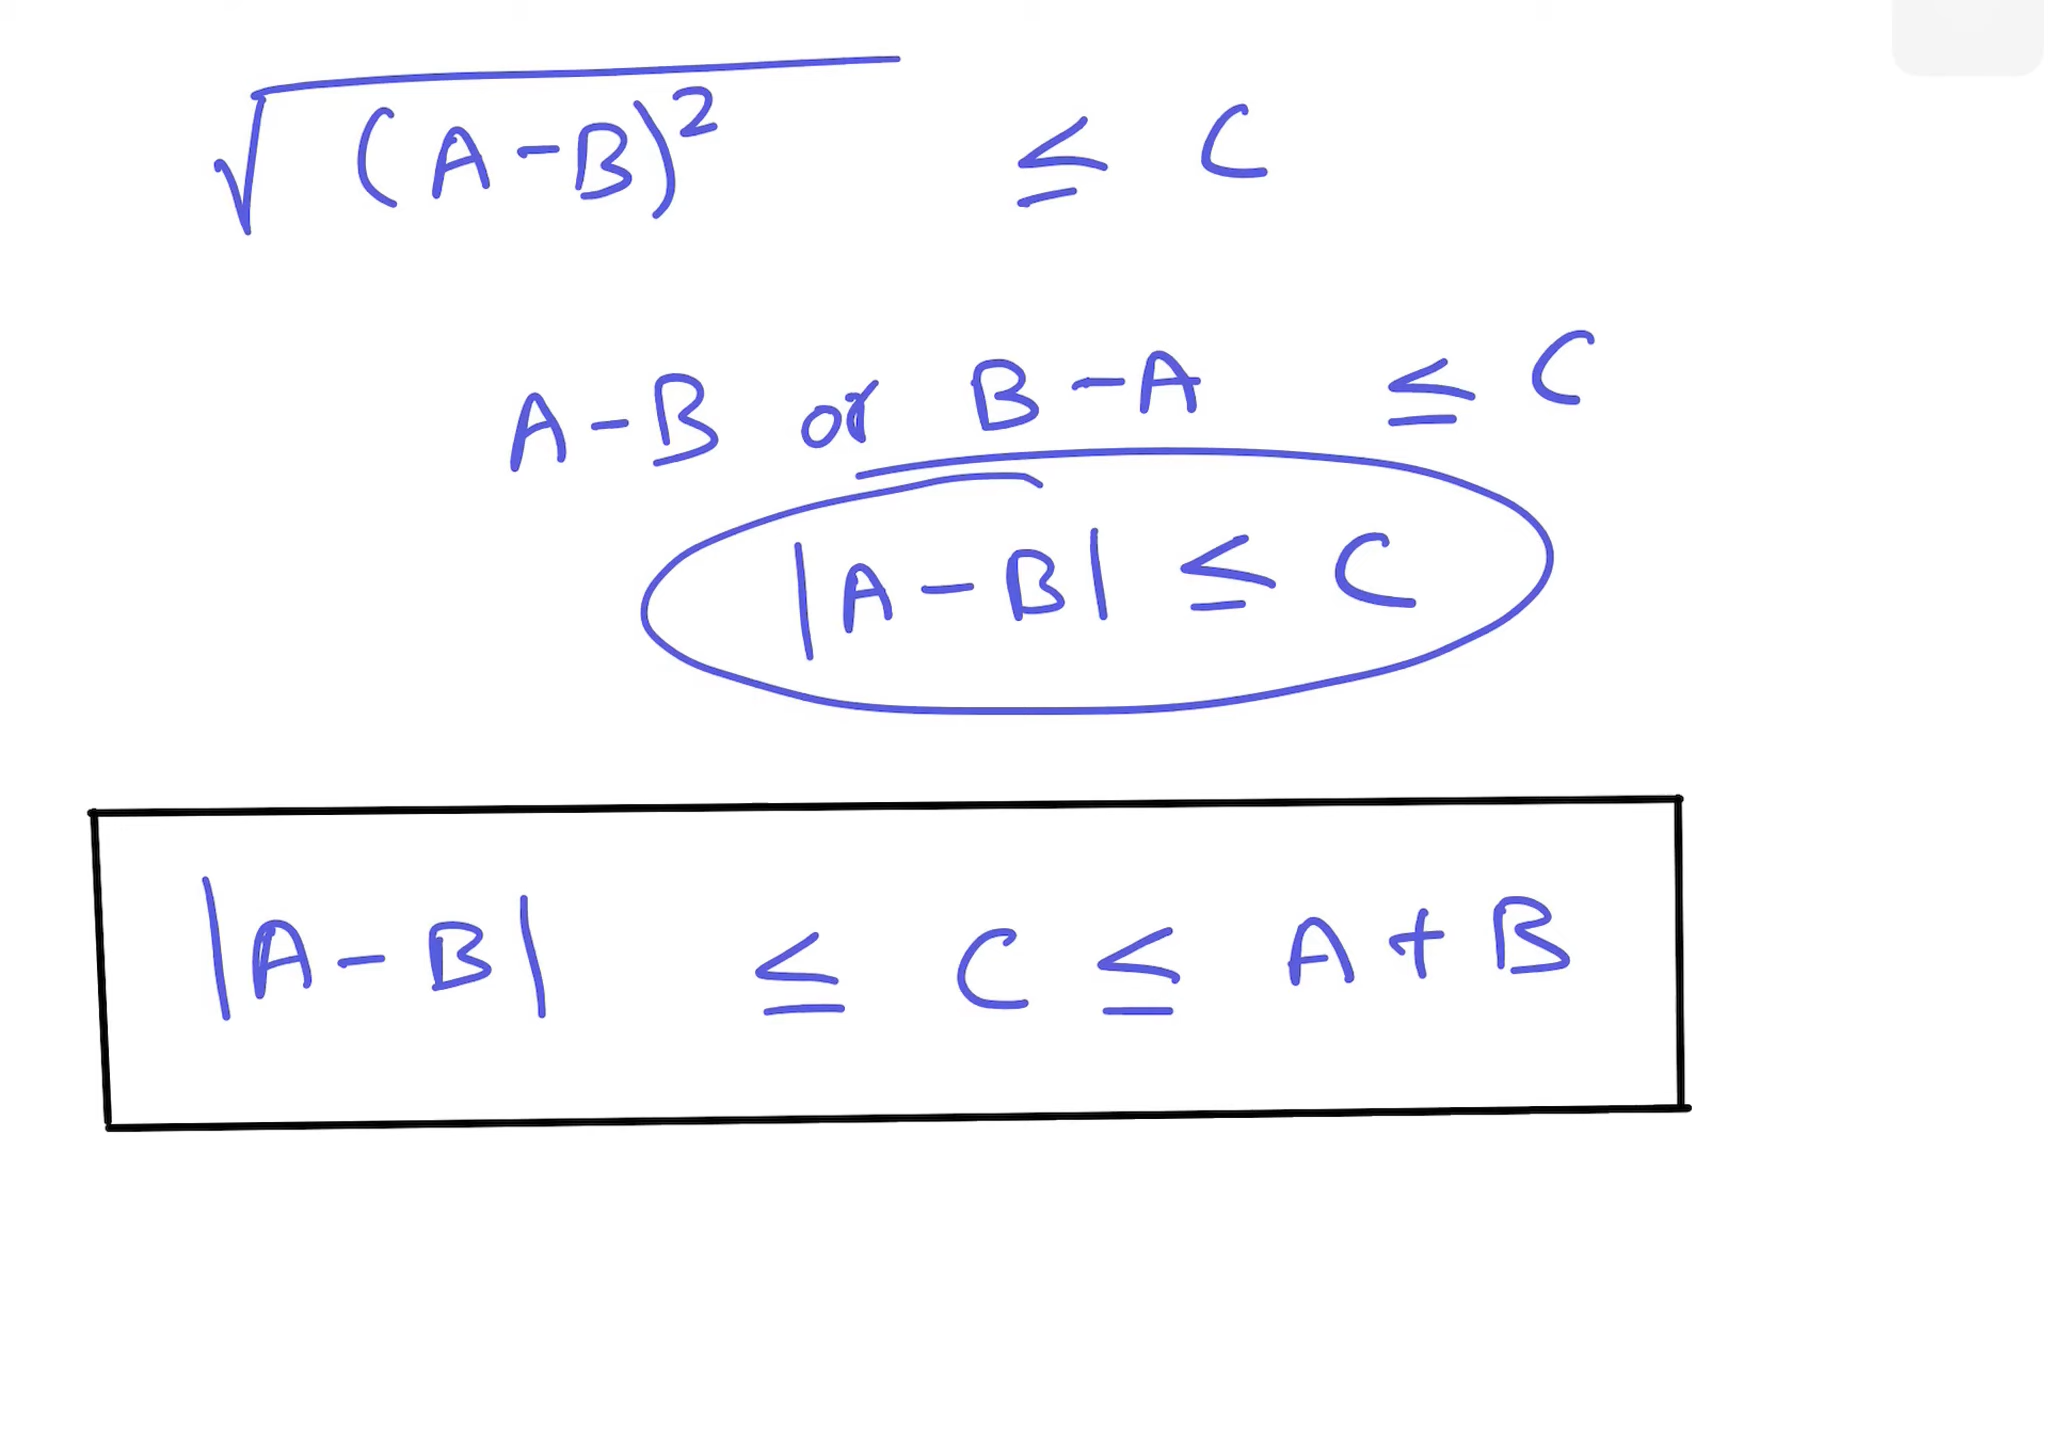 √(A-B)² ≤ C
A-B or B-A ≤ C
|A-B| ≤ C
|A-B| ≤ C ≤ A+B